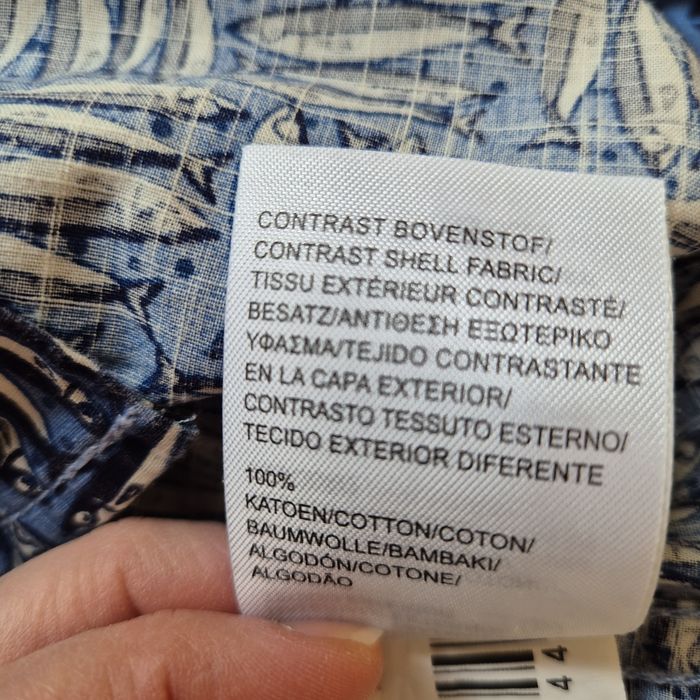 CONTRAST BOVENSTOF/
CONTRAST SHELL FABRIC/
TISSU EXTÉRIEUR CONTRASTÉ/
BESATZ/ΑΝΤΙΘΕΣΗ ΕΞΩΤΕΡΙΚΟ
ΥΦΑΣΜΑ/TEJIDO CONTRASTANTE
EN LA CAPA EXTERIOR/
CONTRASTO TESSUTO ESTERNO/
TECIDO EXTERIOR DIFERENTE
100%
KATOEN/COTTON/COTON/
BAUMWOLLE/BAMBAKI/
ALGODÓN/COTONE/
ALGODÃO
44